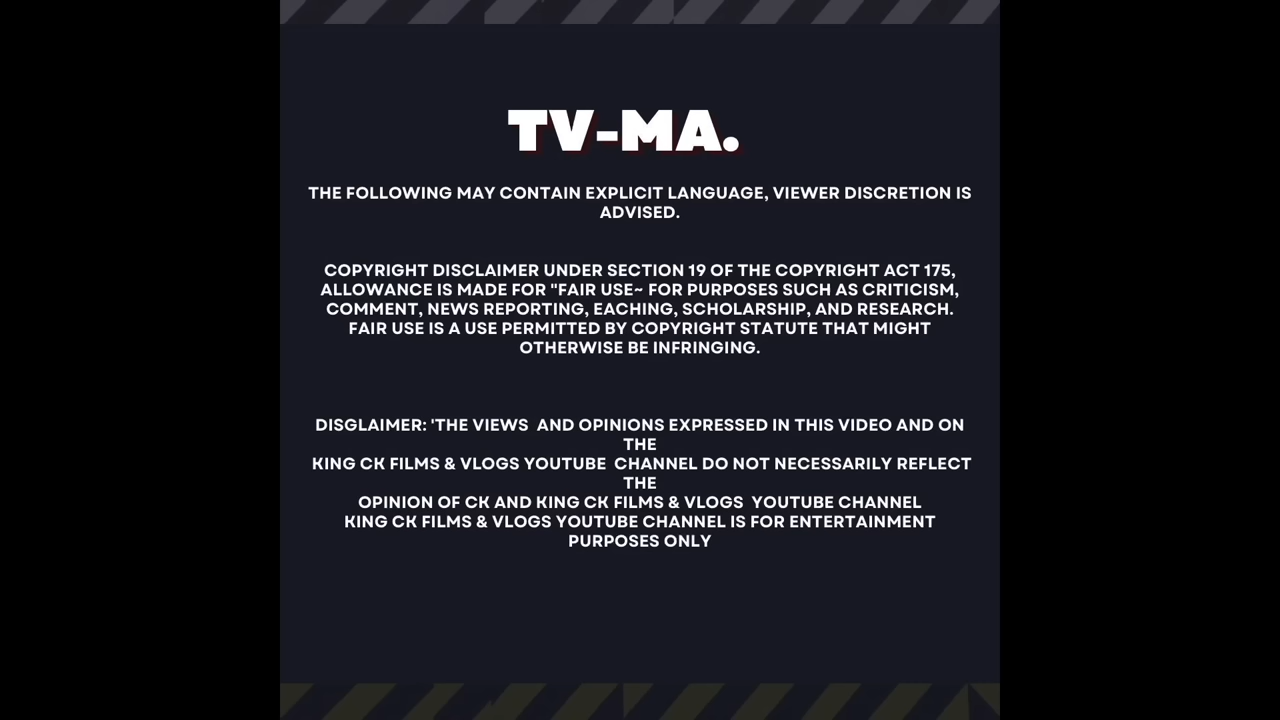 TV-MA.
THE FOLLOWING MAY CONTAIN EXPLICIT LANGUAGE, VIEWER DISCRETION IS
ADVISED.
COPYRIGHT DISCLAIMER UNDER SECTION 19 OF THE COPYRIGHT ACT 175,
ALLOWANCE IS MADE FOR "FAIR USE~ FOR PURPOSES SUCH AS CRITICISM,
COMMENT, NEWS REPORTING, EACHING, SCHOLARSHIP, AND RESEARCH.
FAIR USE IS A USE PERMITTED BY COPYRIGHT STATUTE THAT MIGHT
OTHERWISE BE INFRINGING.
DISGLAIMER: 'THE VIEWS  AND OPINIONS EXPRESSED IN THIS VIDEO AND ON
THE
KING CK FILMS & VLOGS YOUTUBE  CHANNEL DO NOT NECESSARILY REFLECT
THE
OPINION OF CK AND KING CK FILMS & VLOGS  YOUTUBE CHANNEL
KING CK FILMS & VLOGS YOUTUBE CHANNEL IS FOR ENTERTAINMENT
PURPOSES ONLY